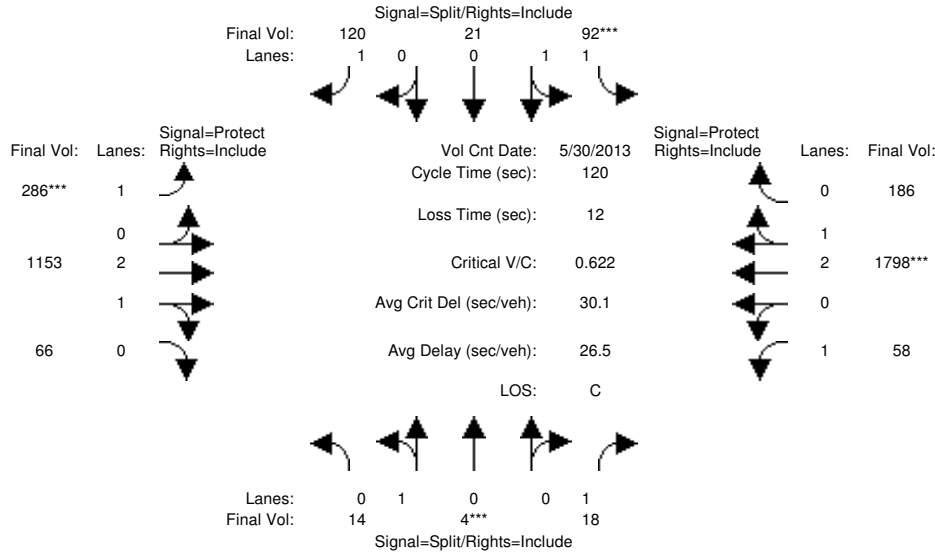 Signal=Split/Rights=Include
Final Vol: 120 21 92***
Lanes: 1 0 0 1 1
Signal=Protect
Final Vol: Lanes: Rights=Include
Vol Cnt Date: 5/30/2013
Signal=Protect
Rights=Include Lanes: Final Vol:
Cycle Time (sec): 120
286*** 1
0 186
Loss Time (sec): 12
0
1
1153 2
Critical V/C: 0.622
2 1798***
1
Avg Crit Del (sec/veh): 30.1
0
66 0
Avg Delay (sec/veh): 26.5
1 58
LOS: C
Lanes: 0 1 0 0 1
Final Vol: 14 4*** 18
Signal=Split/Rights=Include